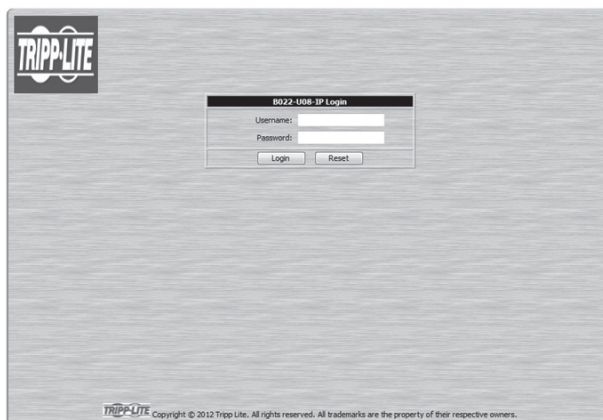 TRIPP·LITE
B022-U08-IP Login
Username:
Password:
Login Reset
TRIPP·LITE Copyright © 2012 Tripp Lite. All rights reserved. All trademarks are the property of their respective owners.